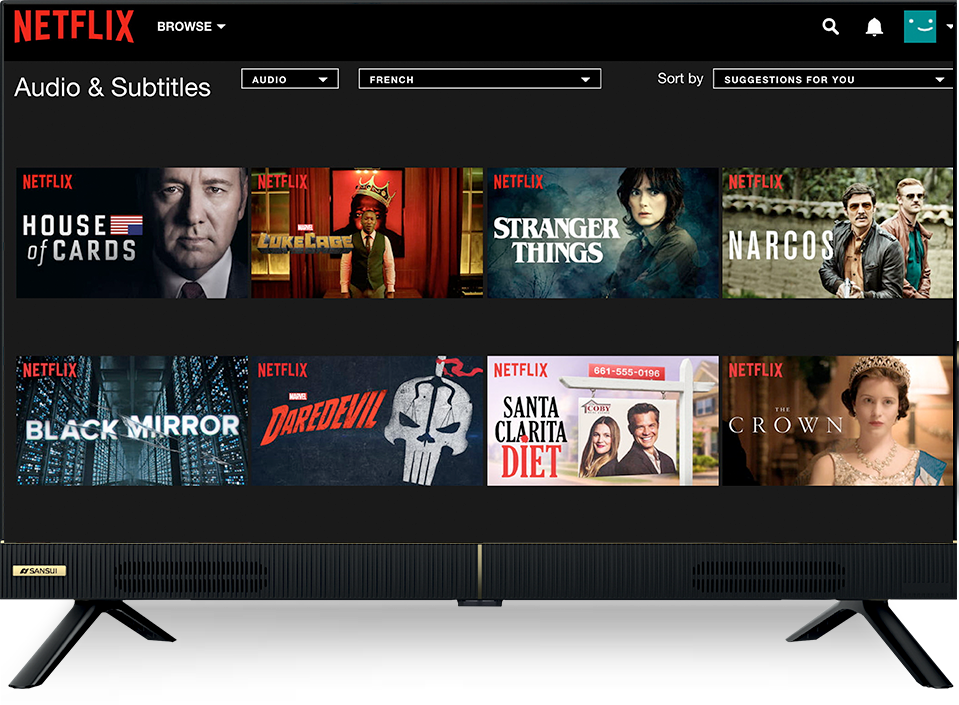 NETFLIX BROWSE
Audio & Subtitles AUDIO FRENCH Sort by SUGGESTIONS FOR YOU
NETFLIX
HOUSE
of CARDS
NETFLIX
MARVEL
LUKE CAGE
NETFLIX
STRANGER
THINGS
NETFLIX
NARCOS
NETFLIX
BLACK MIRROR
NETFLIX
MARVEL
DAREDEVIL
NETFLIX
661-555-0196
COBY
SANTA
CLARITA
DIET
NETFLIX
THE
CROWN
SANSUI